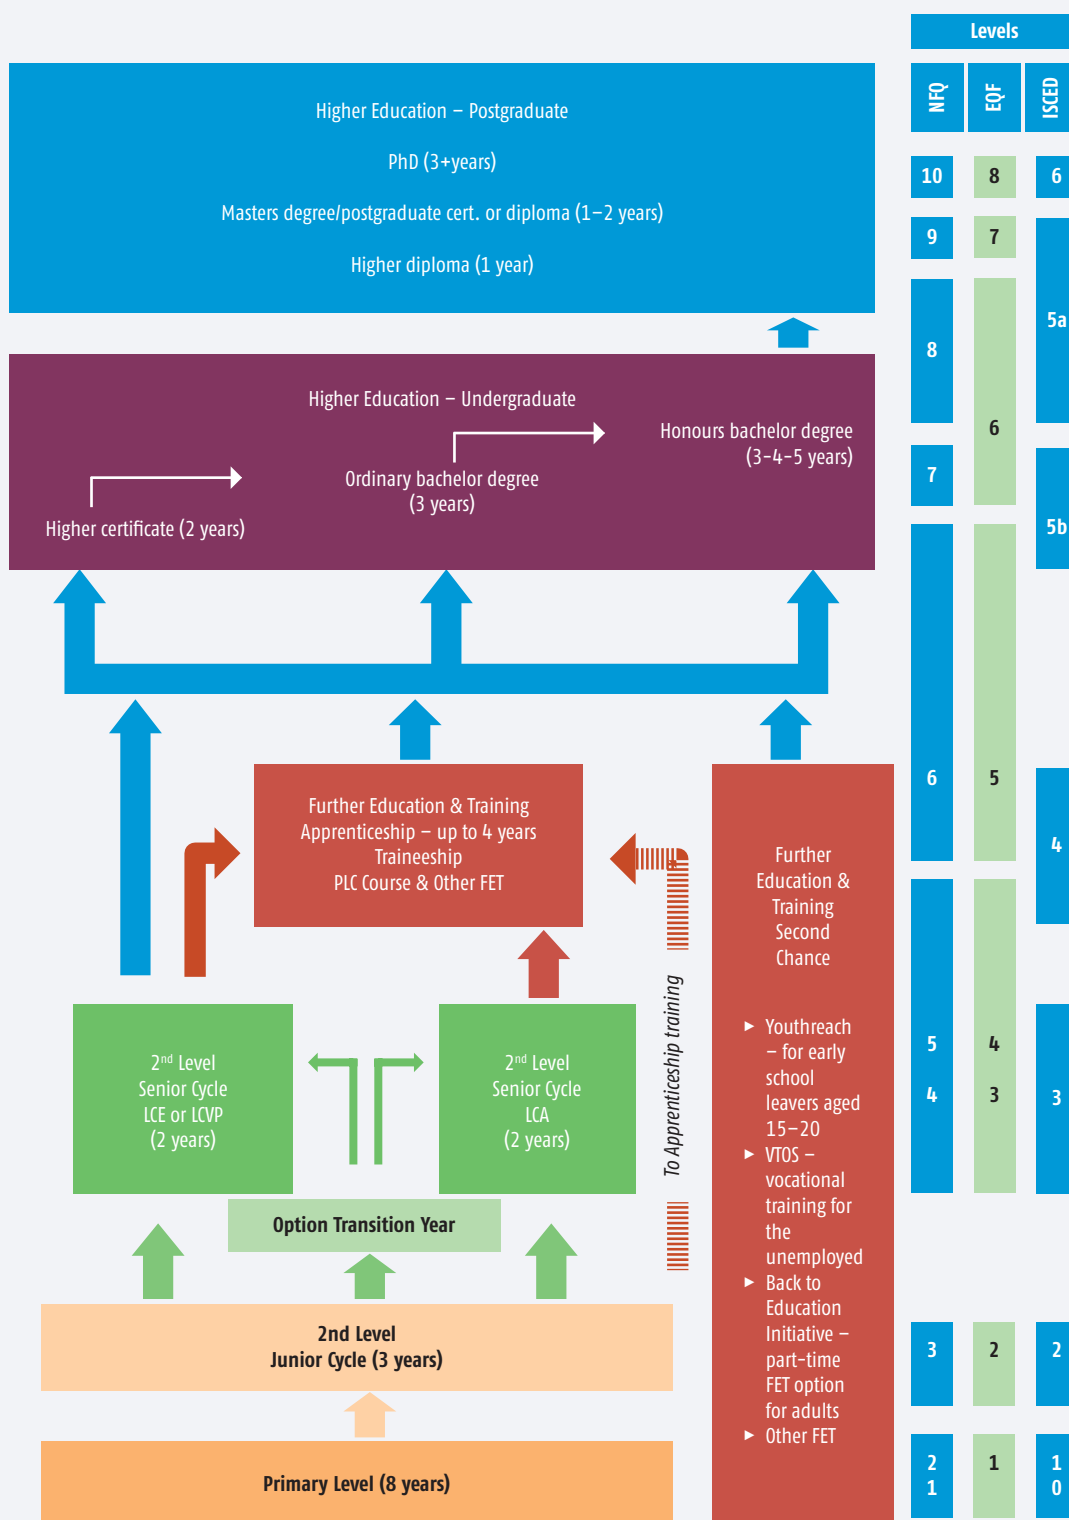 Levels
NFQ
EQF
ISCED
Higher Education – Postgraduate
PhD (3+years)
Masters degree/postgraduate cert. or diploma (1–2 years)
Higher diploma (1 year)
10
8
6
9
7
5a
8
6
7
5b
Higher Education – Undergraduate
Honours bachelor degree
(3-4-5 years)
Ordinary bachelor degree
(3 years)
Higher certificate (2 years)
Further Education & Training
Apprenticeship – up to 4 years
Traineeship
PLC Course & Other FET
6
5
4
Further
Education &
Training
Second
Chance
► Youthreach
– for early
school
leavers aged
15–20
► VTOS –
vocational
training for
the
unemployed
► Back to
Education
Initiative –
part-time
FET option
for adults
► Other FET
To Apprenticeship training
2nd Level
Senior Cycle
LCE or LCVP
(2 years)
2nd Level
Senior Cycle
LCA
(2 years)
5
4
4
3
3
Option Transition Year
2nd Level
Junior Cycle (3 years)
3
2
2
Primary Level (8 years)
2
1
1
1
0